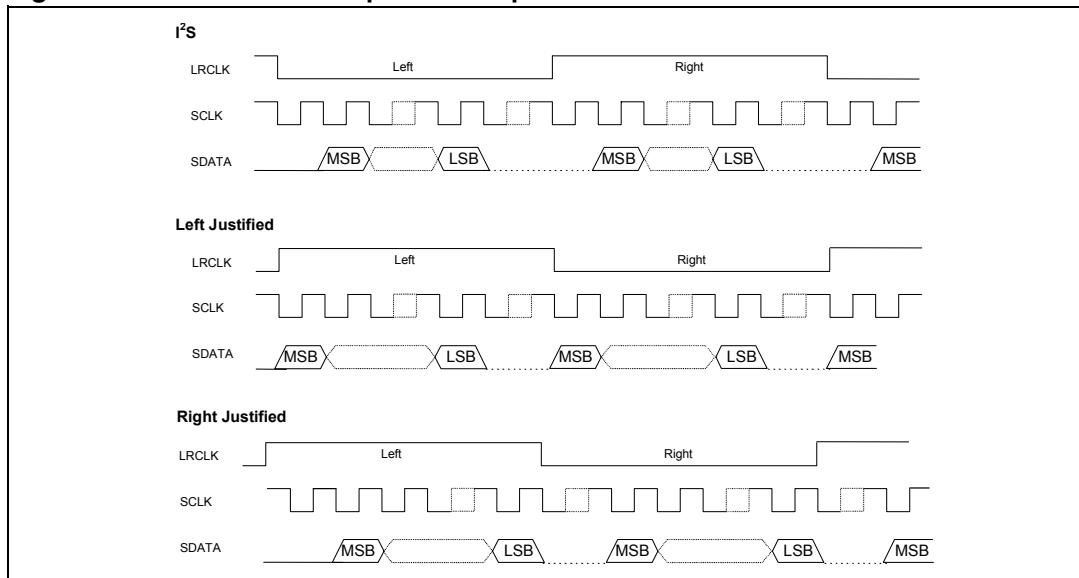 I²S
LRCLK Left Right
SCLK
SDATA MSB LSB MSB LSB MSB
Left Justified
LRCLK Left Right
SCLK
SDATA MSB LSB MSB LSB MSB
Right Justified
LRCLK Left Right
SCLK
SDATA MSB LSB MSB LSB MSB